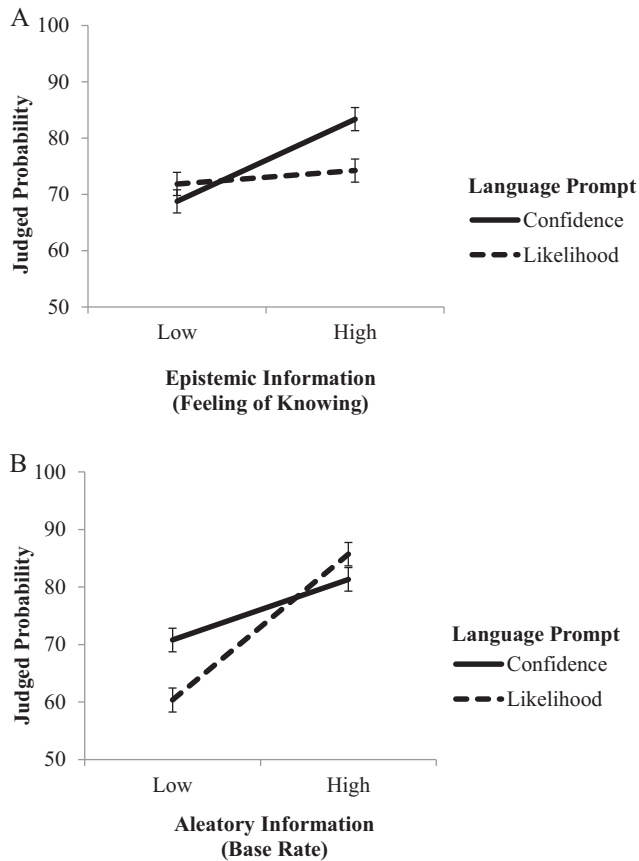 A
100
90
80
70
60
50
Judged Probability
Low
High
Epistemic Information
(Feeling of Knowing)
Language Prompt
Confidence
Likelihood
B
100
90
80
70
60
50
Judged Probability
Low
High
Aleatory Information
(Base Rate)
Language Prompt
Confidence
Likelihood